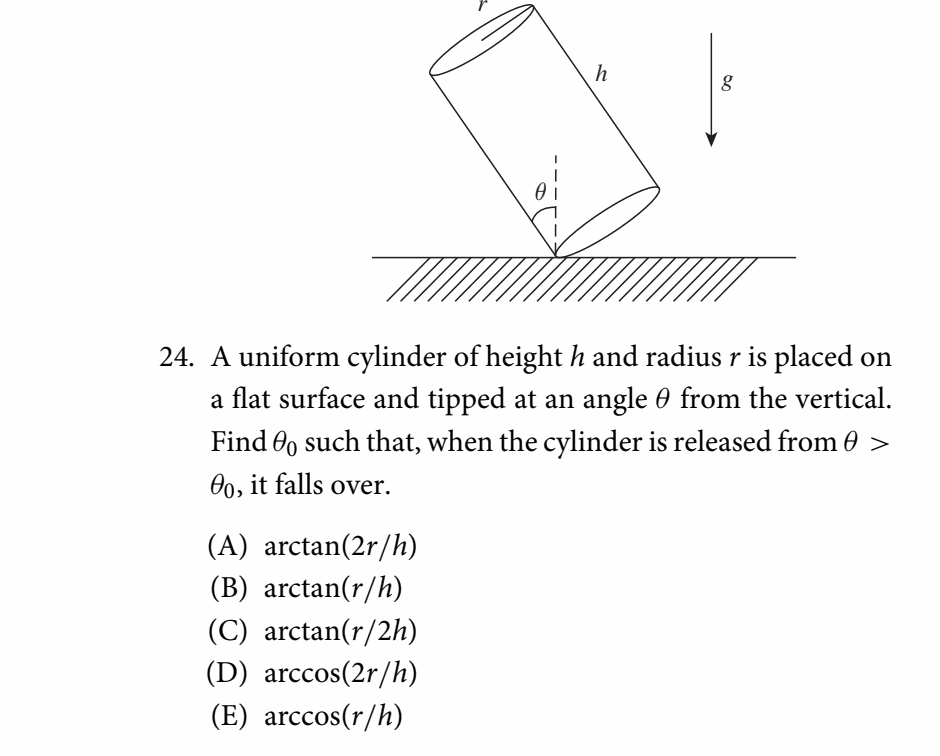 r
h
g
θ
24. A uniform cylinder of height h and radius r is placed on
a flat surface and tipped at an angle θ from the vertical.
Find θ₀ such that, when the cylinder is released from θ >
θ₀, it falls over.
(A) arctan(2r/h)
(B) arctan(r/h)
(C) arctan(r/2h)
(D) arccos(2r/h)
(E) arccos(r/h)